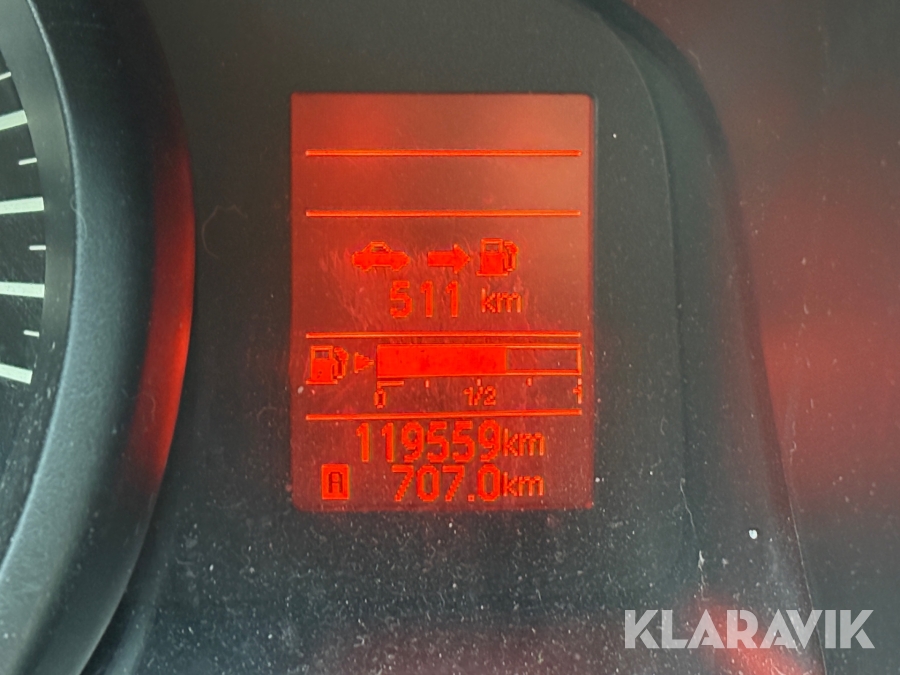 511 km
0 1/2 1
119559km
A 707.0km
KLARAVIK